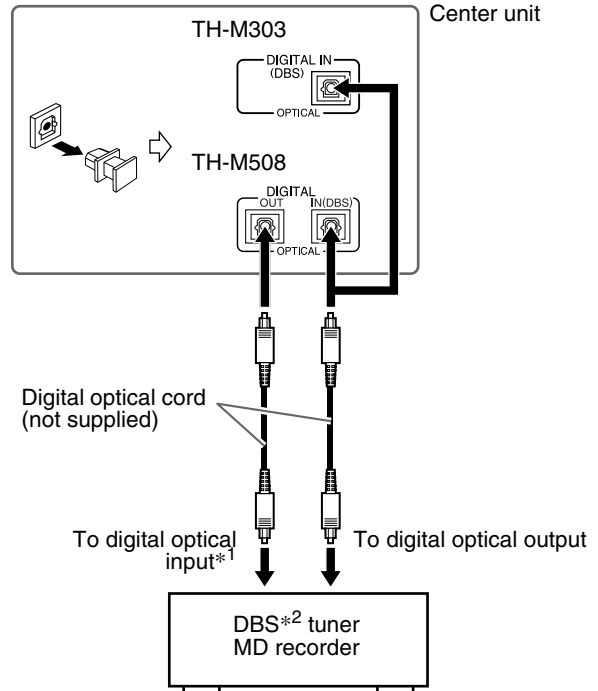 Center unit
TH-M303
DIGITAL IN
(DBS)
OPTICAL
TH-M508
DIGITAL
OUT IN(DBS)
OPTICAL
Digital optical cord
(not supplied)
To digital optical
input*1
To digital optical output
DBS*2 tuner
MD recorder